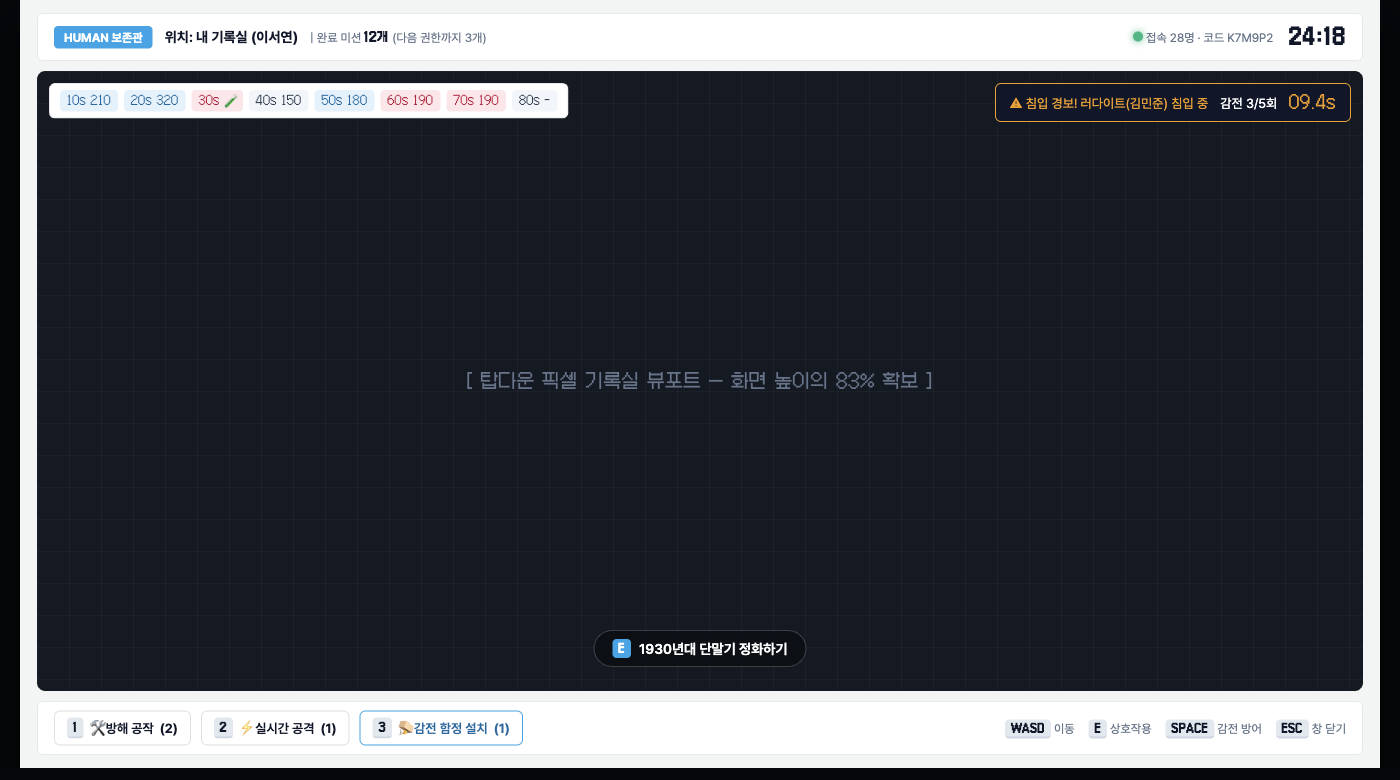 HUMAN 보존관 위치: 내 기록실 (이서연) | 완료 미션 12개 (다음 권한까지 3개) 접속 28명 · 코드 K7M9P2 24:18
10s 210 20s 320 30s 40s 150 50s 180 60s 190 70s 190 80s - 침입 경보! 러다이트(김민준) 침입 중 감전 3/5회 09.4s
[ 탑다운 픽셀 기록실 뷰포트 — 화면 높이의 83% 확보 ]
E 1930년대 단말기 정화하기
1 방해 공작 (2) 2 실시간 공격 (1) 3 감전 함정 설치 (1) WASD 이동 E 상호작용 SPACE 감전 방어 ESC 창 닫기